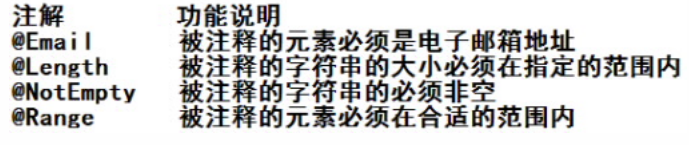 注解 功能说明
@Email 被注释的元素必须是电子邮箱地址
@Length 被注释的字符串的大小必须在指定的范围内
@NotEmpty 被注释的字符串的必须非空
@Range 被注释的元素必须在合适的范围内